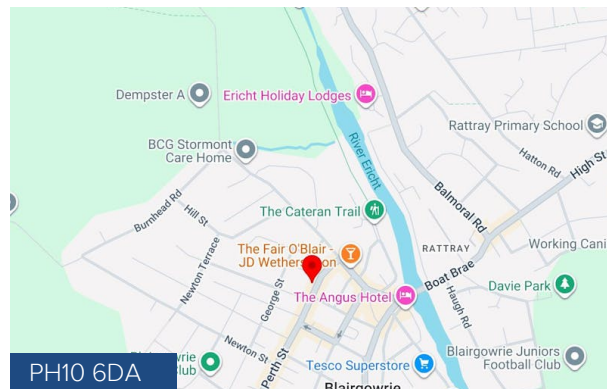 Dempster A
Ericht Holiday Lodges
BCG Stormont
Care Home
Rattray Primary School
Hatton Rd
High St
River Ericht
Balmoral Rd
Burnhead Rd
Hill St
The Cateran Trail
Newton Terrace
The Fair O'Blair -
JD Wetherspoon
RATTRAY
Working Cani
George St
The Angus Hotel
Boat Brae
Haugh Rd
Davie Park
Newton St
Perth St
Tesco Superstore
Blairgowrie Juniors
Football Club
Club
Blairgowrie
PH10 6DA